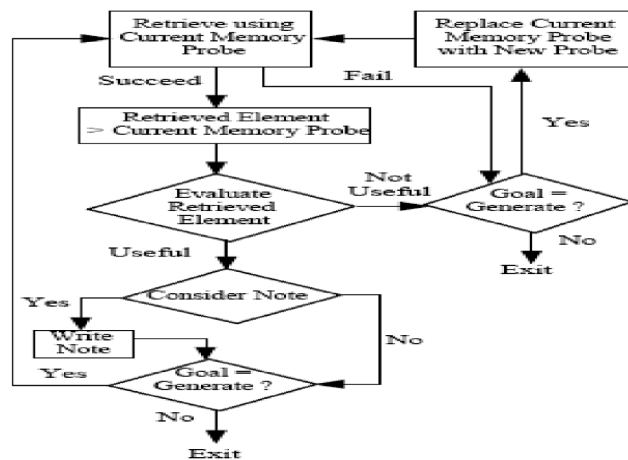 Retrieve using
Current Memory
Probe
Replace Current
Memory Probe
with New Probe
Succeed
Fail
Retrieved Element
> Current Memory Probe
Yes
Evaluate
Retrieved
Element
Not
Useful
Goal =
Generate ?
Useful
No
Exit
Consider Note
Yes
Write
Note
No
Yes
Goal =
Generate ?
No
Exit